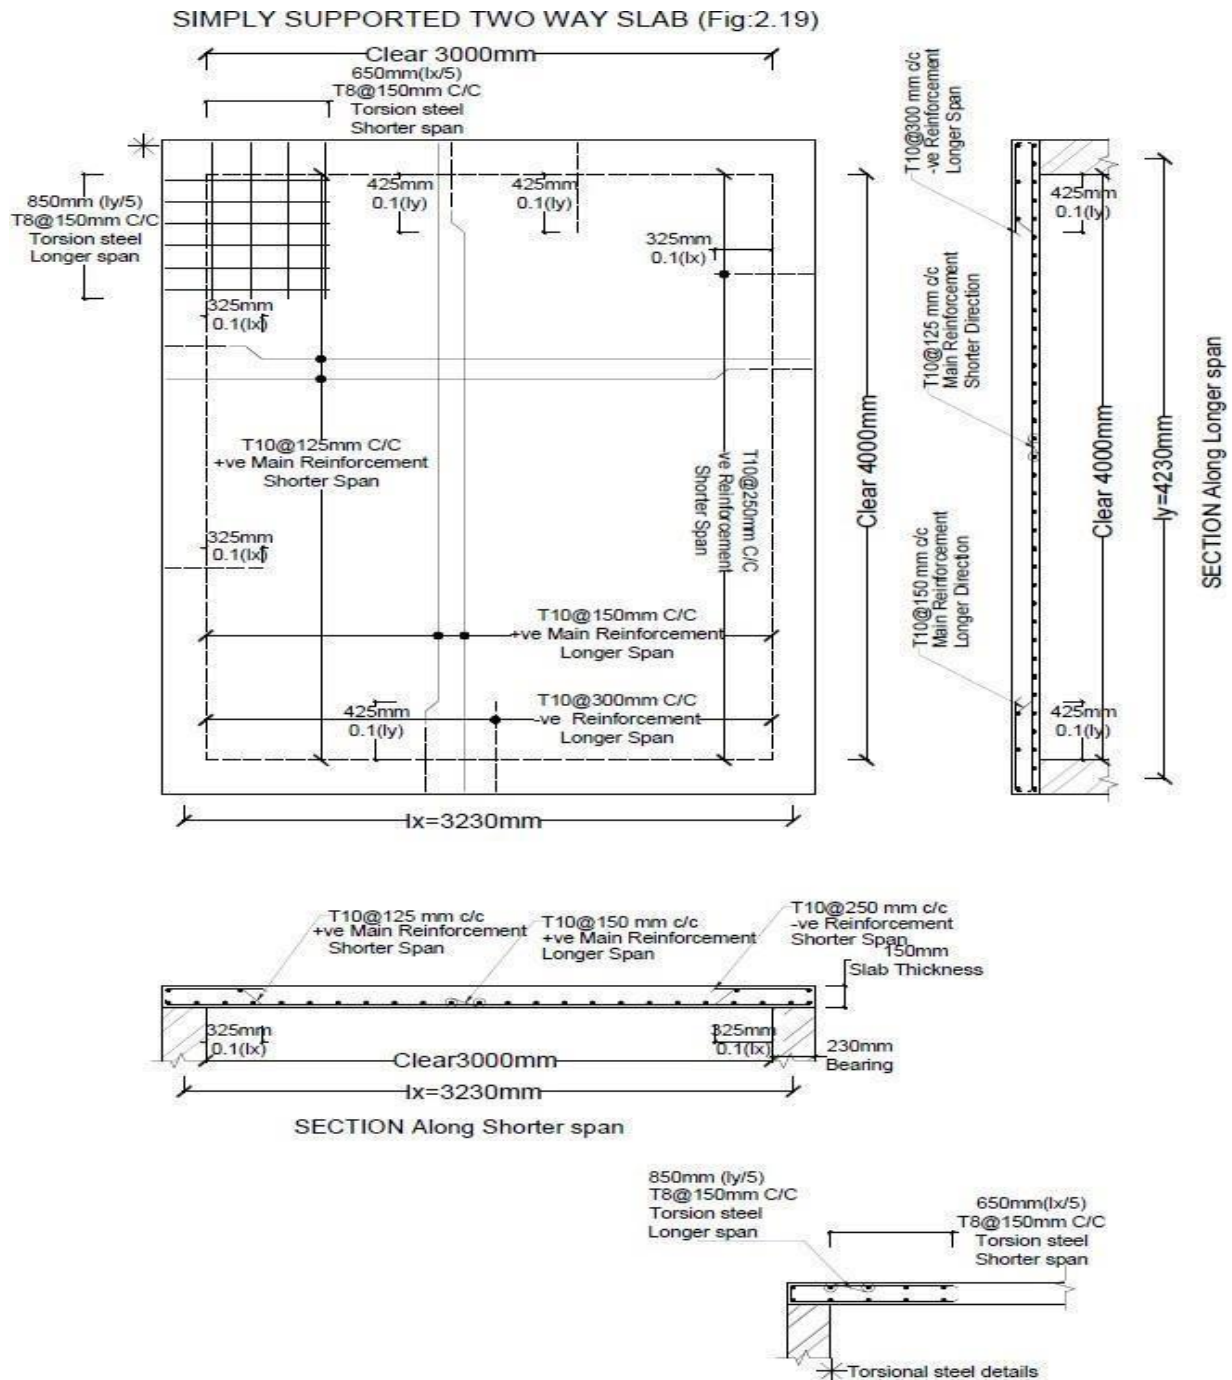 SIMPLY SUPPORTED TWO WAY SLAB (Fig:2.19)
Clear 3000mm
650mm(lx/5)
T8@150mm C/C
Torsion steel
Shorter span
850mm (ly/5)
T8@150mm C/C
Torsion steel
Longer span
425mm
0.1(ly)
425mm
0.1(ly)
325mm
0.1(lx)
325mm
0.1(lx)
T10@125mm C/C
+ve Main Reinforcement
Shorter Span
T10@250mm C/C
-ve Reinforcement
Shorter Span
325mm
0.1(lx)
T10@150mm C/C
+ve Main Reinforcement
Longer Span
T10@300mm C/C
-ve Reinforcement
Longer Span
425mm
0.1(ly)
lx=3230mm
Clear 4000mm
T10@300 mm c/c
-ve Reinforcement
Longer Span
T10@125 mm c/c
Main Reinforcement
Shorter Direction
T10@150 mm c/c
Main Reinforcement
Longer Direction
425mm
0.1(ly)
Clear 4000mm
425mm
0.1(ly)
ly=4230mm
SECTION Along Longer span
T10@125 mm c/c
+ve Main Reinforcement
Shorter Span
T10@150 mm c/c
+ve Main Reinforcement
Longer Span
T10@250 mm c/c
-ve Reinforcement
Shorter Span
150mm
Slab Thickness
325mm
0.1(lx)
Clear3000mm
325mm
0.1(lx)
230mm
Bearing
lx=3230mm
SECTION Along Shorter span
850mm (ly/5)
T8@150mm C/C
Torsion steel
Longer span
650mm(lx/5)
T8@150mm C/C
Torsion steel
Shorter span
Torsional steel details